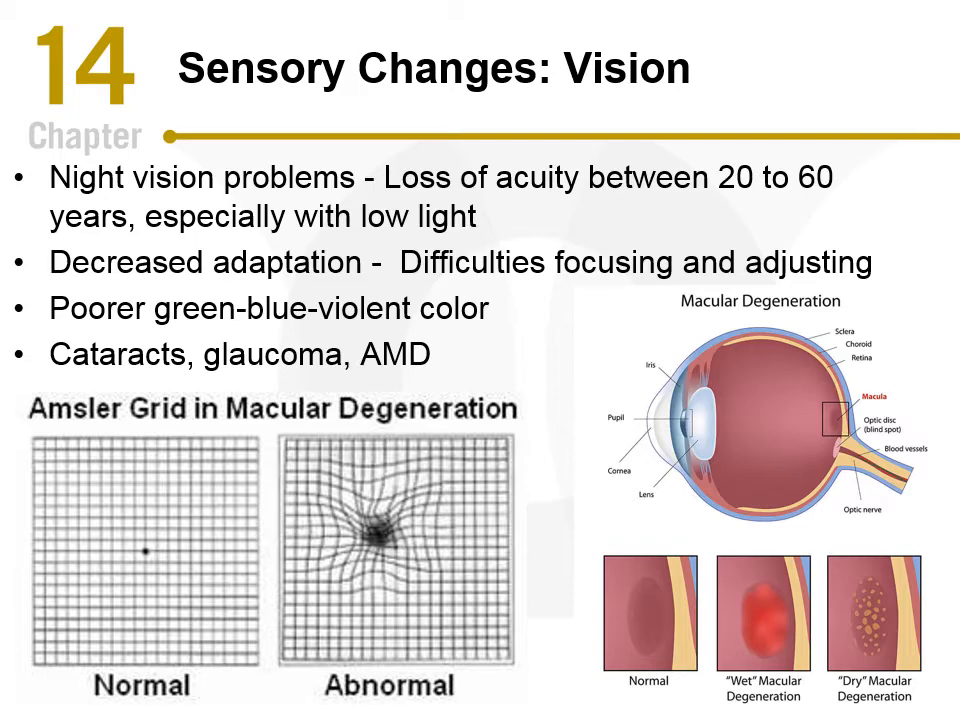 14
Chapter
Sensory Changes: Vision
• Night vision problems - Loss of acuity between 20 to 60
years, especially with low light
• Decreased adaptation -  Difficulties focusing and adjusting
• Poorer green-blue-violent color
• Cataracts, glaucoma, AMD
Amsler Grid in Macular Degeneration
Normal
Abnormal
Macular Degeneration
Sclera
Choroid
Retina
Iris
Macula
Pupil
Optic disc
(blind spot)
Blood vessels
Cornea
Lens
Optic nerve
Normal
"Wet" Macular
Degeneration
"Dry" Macular
Degeneration